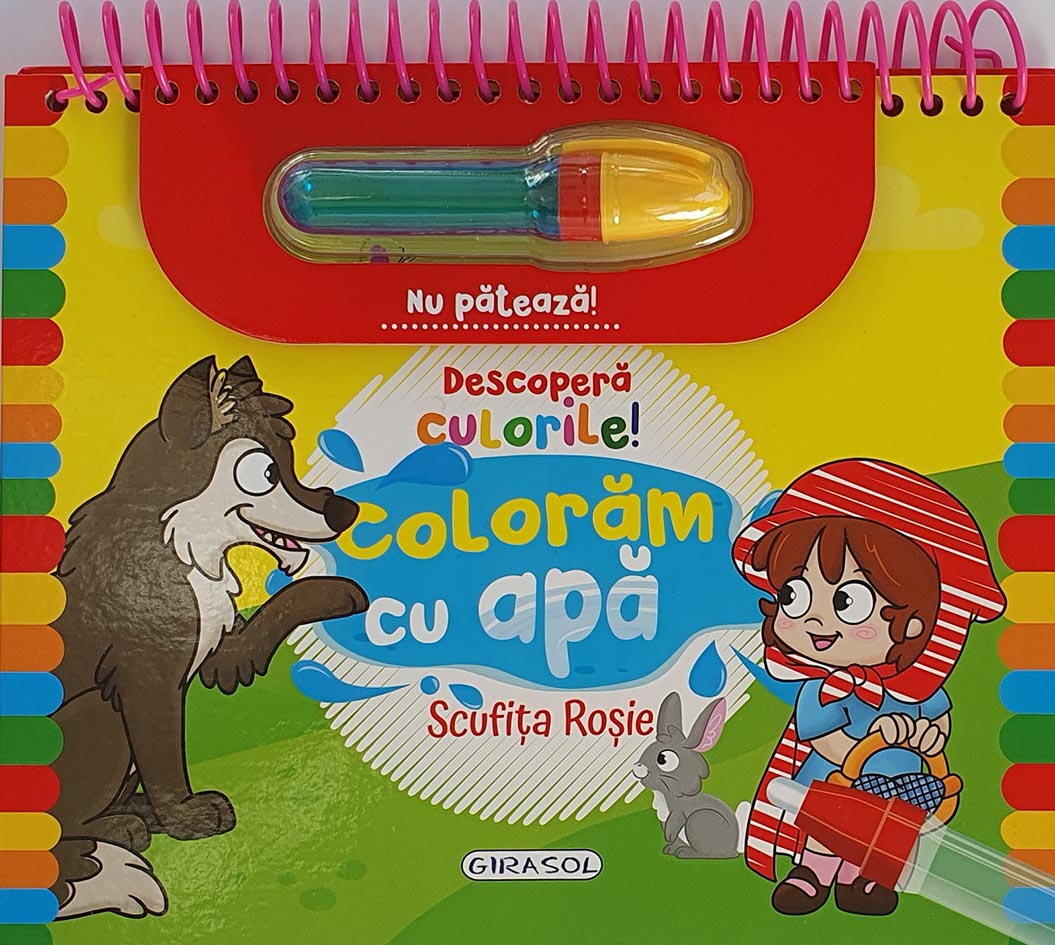 Nu pătează!
Descoperă
culorile!
Colorăm
cu apă
Scufița Roșie
GIRASOL